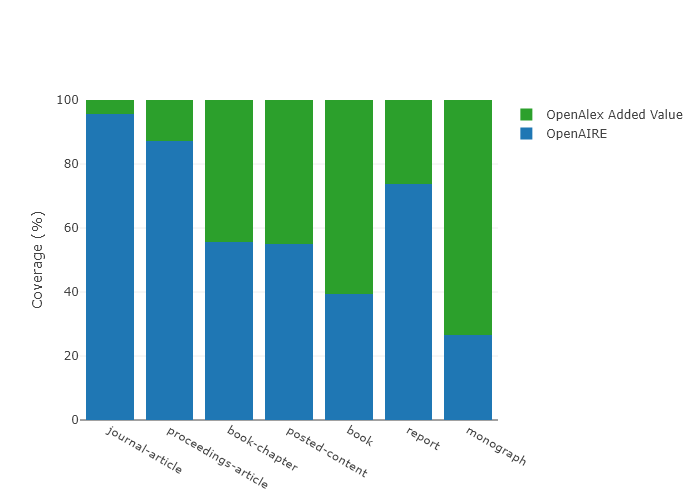 100
80
60
40
20
0
Coverage (%)
journal-article
proceedings-article
book-chapter
posted-content
book
report
monograph
OpenAlex Added Value
OpenAIRE